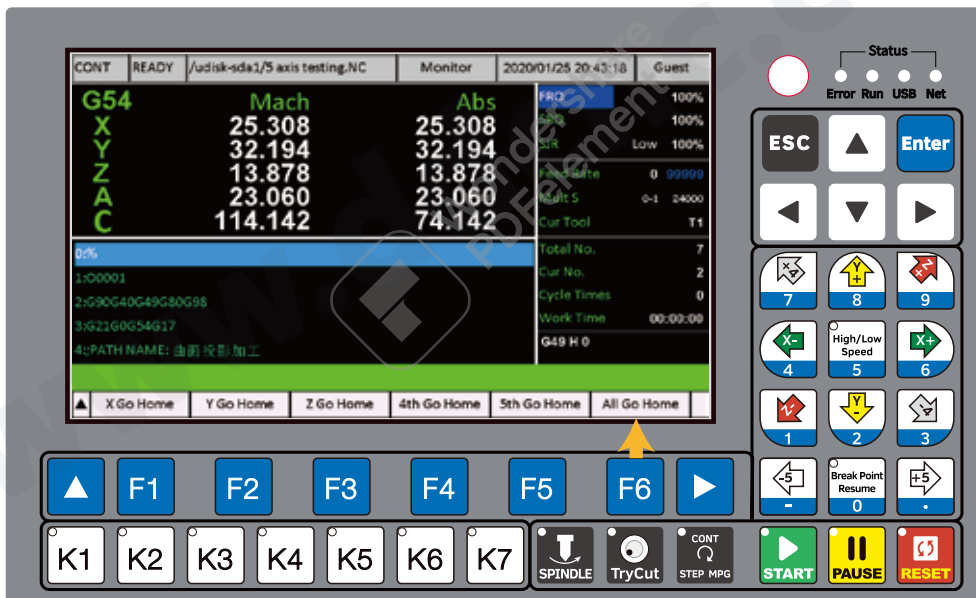 CONT READY /udisk-sda1/5 axis testing.NC Monitor 2020/01/25 20:43:18 Guest
G54 Mach Abs
X 25.308 25.308
Y 32.194 32.194
Z 13.878 13.878
A 23.060 23.060
C 114.142 74.142
FRO 100%
SRO 100%
SJR Low 100%
Feed Rate 0 99999
Mult S 0-1 24000
Cur Tool T1
Total No. 7
Cur No. 2
Cycle Times 0
Work Time 00:00:00
G49 H 0
0:%
1:O0001
2:G90G40G49G80G98
3:G21G0G54G17
4:;PATH NAME: 曲面投影加工
▲ X Go Home Y Go Home Z Go Home 4th Go Home 5th Go Home All Go Home
Status
Error Run USB Net
ESC Enter
7 Y+ 8 9
X- 4 High/Low Speed 5 X+ 6
Z- 1 Y- 2 3
-5 - Break Point Resume 0 +5 .
F1 F2 F3 F4 F5 F6
K1 K2 K3 K4 K5 K6 K7
SPINDLE TryCut CONT STEP MPG START PAUSE RESET
Wondershare
PDFelement